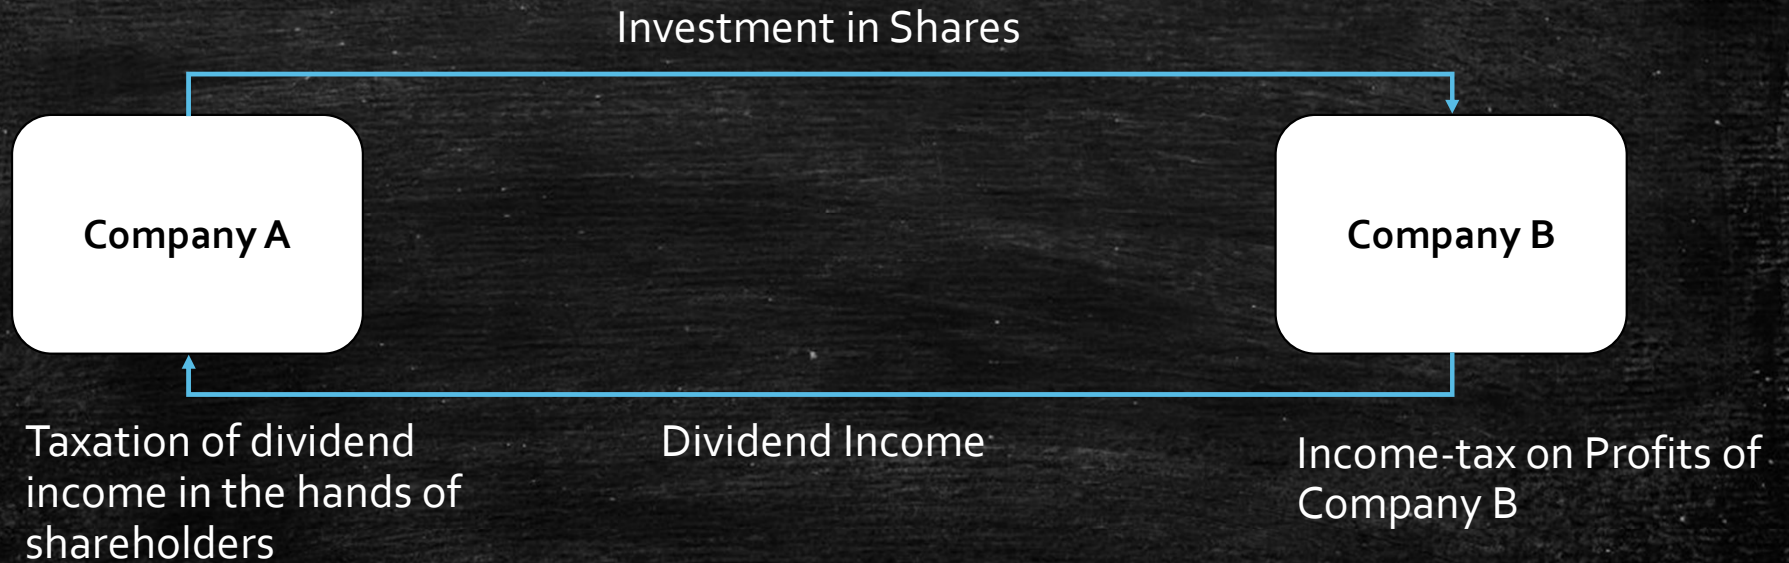 Investment in Shares
Company A
Company B
Taxation of dividend
income in the hands of
shareholders
Dividend Income
Income-tax on Profits of
Company B